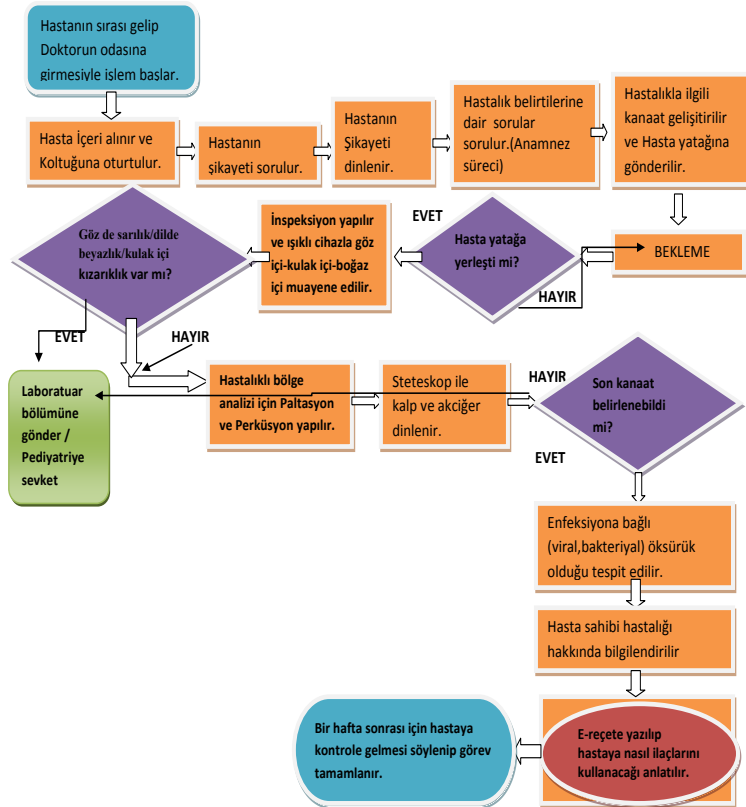 Hastanın sırası gelip
Doktorun odasına
girmesiyle işlem başlar.
Hasta İçeri alınır ve
Koltuğuna oturtulur.
Hastanın
şikayeti sorulur.
Hastanın
Şikayeti
dinlenir.
Hastalık belirtilerine
dair sorular
sorulur.(Anamnez
süreci)
Hastalıkla ilgili
kanaat gelişitirilir
ve Hasta yatağına
gönderilir.
BEKLEME
Hasta yatağa
yerleşti mi?
EVET
HAYIR
İnspeksiyon yapılır
ve ışıklı cihazla göz
içi-kulak içi-boğaz
içi muayene edilir.
Göz de sarılık/dilde
beyazlık/kulak içi
kızarıklık var mı?
EVET
HAYIR
Laboratuar
bölümüne
gönder /
Pediyatriye
sevket
Hastalıklı bölge
analizi için Paltasyon
ve Perküsyon yapılır.
Steteskop ile
kalp ve akciğer
dinlenir.
HAYIR
Son kanaat
belirlenebildi
mi?
EVET
Enfeksiyona bağlı
(viral,bakteriyal) öksürük
olduğu tespit edilir.
Hasta sahibi hastalığı
hakkında bilgilendirilir
E-reçete yazılıp
hastaya nasıl ilaçlarını
kullanacağı anlatılır.
Bir hafta sonrası için hastaya
kontrole gelmesi söylenip görev
tamamlanır.